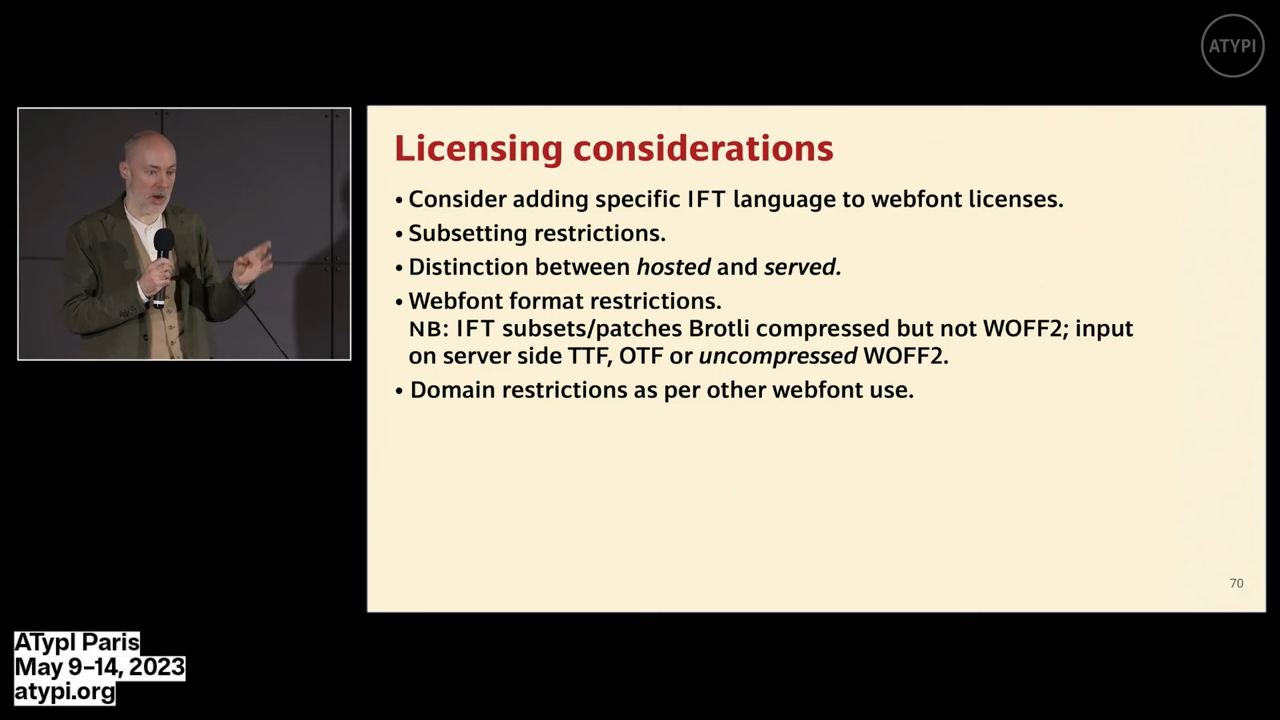 ATYPI
Licensing considerations
• Consider adding specific IFT language to webfont licenses.
• Subsetting restrictions.
• Distinction between hosted and served.
• Webfont format restrictions.
NB: IFT subsets/patches Brotli compressed but not WOFF2; input
on server side TTF, OTF or uncompressed WOFF2.
• Domain restrictions as per other webfont use.
70
ATypI Paris
May 9–14, 2023
atypi.org